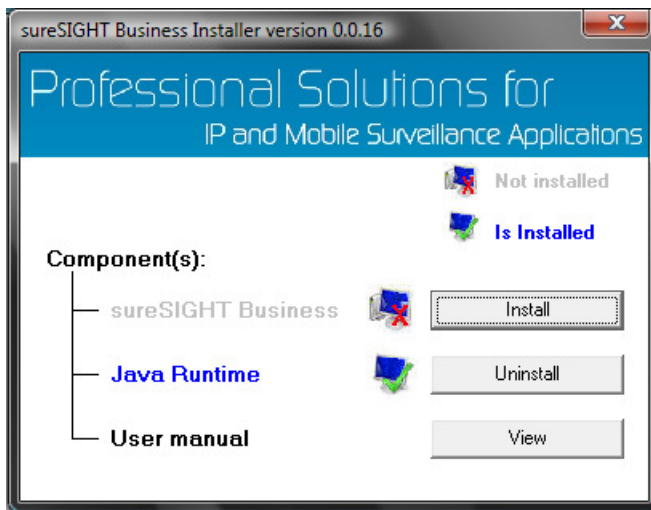 sureSIGHT Business Installer version 0.0.16
Professional Solutions for
IP and Mobile Surveillance Applications
Not installed
Is Installed
Component(s):
sureSIGHT Business Install
Java Runtime Uninstall
User manual View